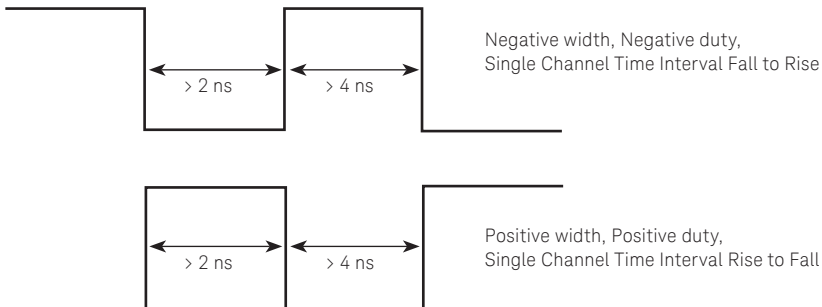 Negative width, Negative duty,
Single Channel Time Interval Fall to Rise
> 2 ns
> 4 ns
Positive width, Positive duty,
Single Channel Time Interval Rise to Fall
> 2 ns
> 4 ns